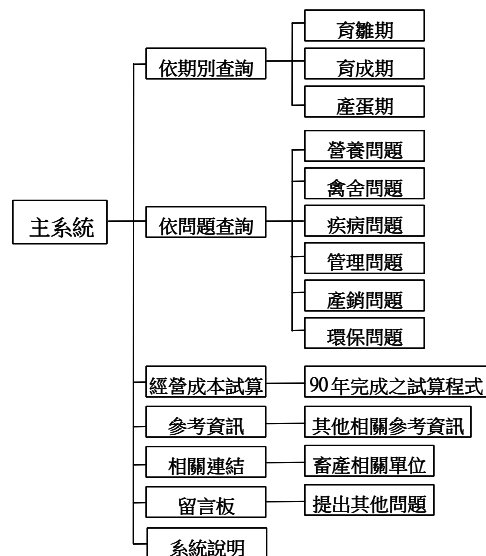 主系統
依期別查詢
育雛期
育成期
產蛋期
依問題查詢
營養問題
禽舍問題
疾病問題
管理問題
產銷問題
環保問題
經營成本試算
90年完成之試算程式
參考資訊
其他相關參考資訊
相關連結
畜產相關單位
留言板
提出其他問題
系統說明